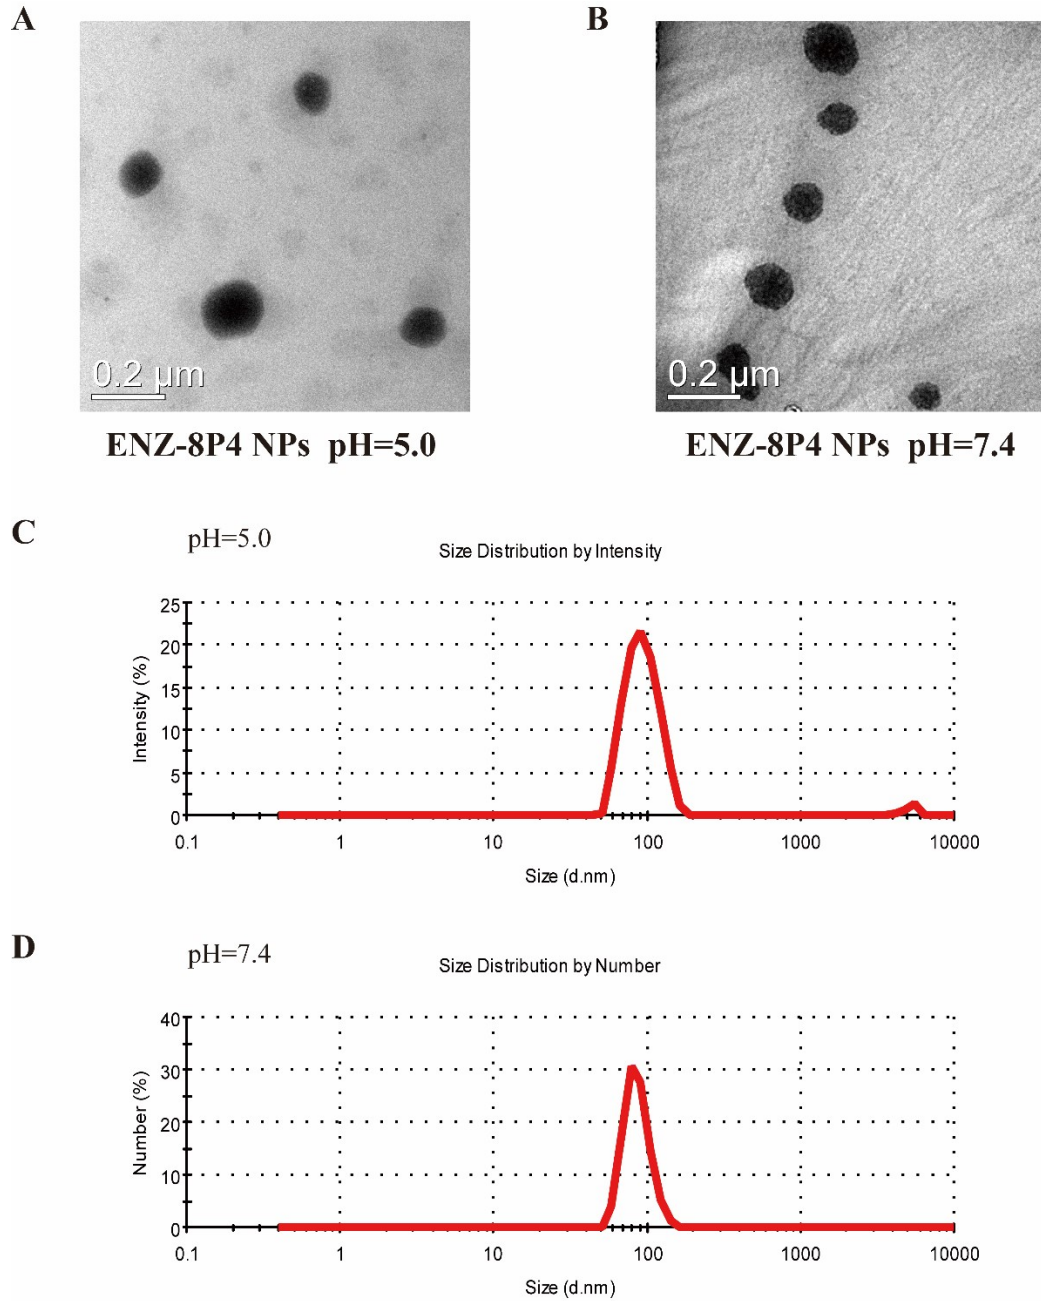 A
B
0.2 µm
0.2 µm
ENZ-8P4 NPs pH=5.0
ENZ-8P4 NPs pH=7.4
C
pH=5.0
Size Distribution by Intensity
25
20
15
10
5
0
Intensity (%)
0.1
1
10
100
1000
10000
Size (d.nm)
D
pH=7.4
Size Distribution by Number
40
30
20
10
0
Number (%)
0.1
1
10
100
1000
10000
Size (d.nm)